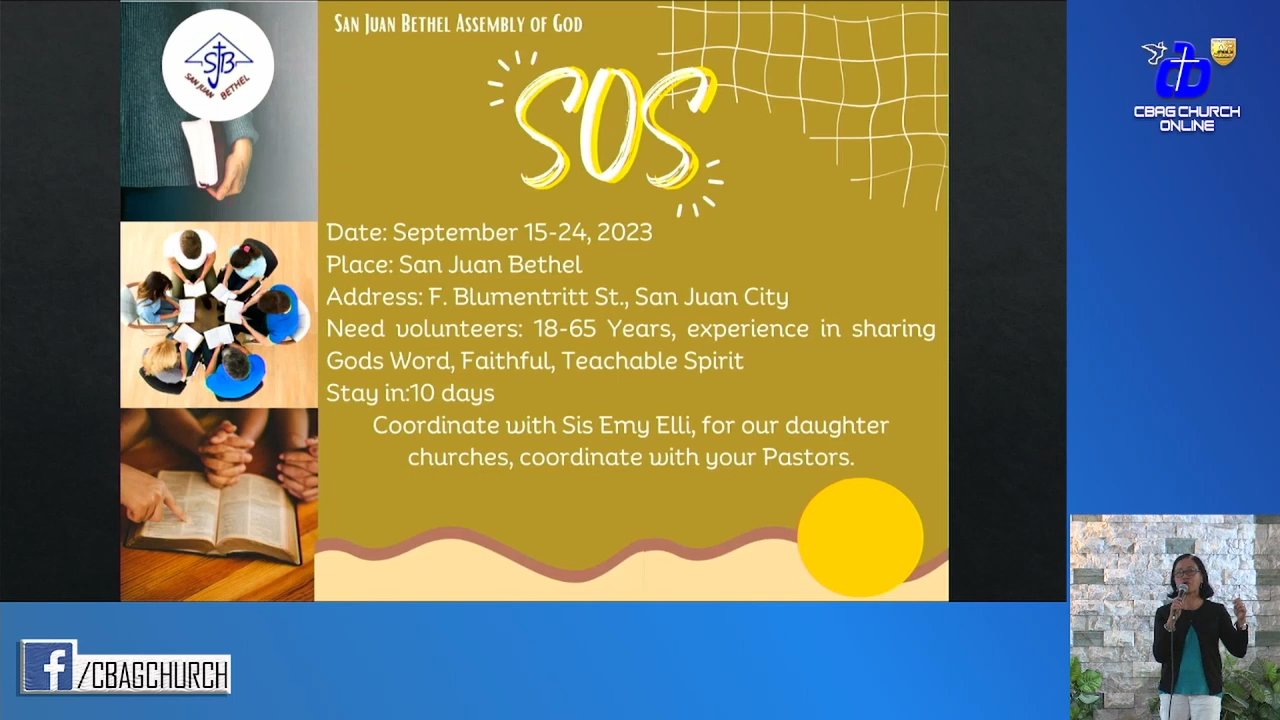 San Juan Bethel Assembly of God
SJB
SAN JUAN BETHEL
SOS
Date: September 15-24, 2023
Place: San Juan Bethel
Address: F. Blumentritt St., San Juan City
Need volunteers: 18-65 Years, experience in sharing
Gods Word, Faithful, Teachable Spirit
Stay in:10 days
Coordinate with Sis Emy Elli, for our daughter
churches, coordinate with your Pastors.
CBAG CHURCH
ONLINE
f/CBAGCHURCH